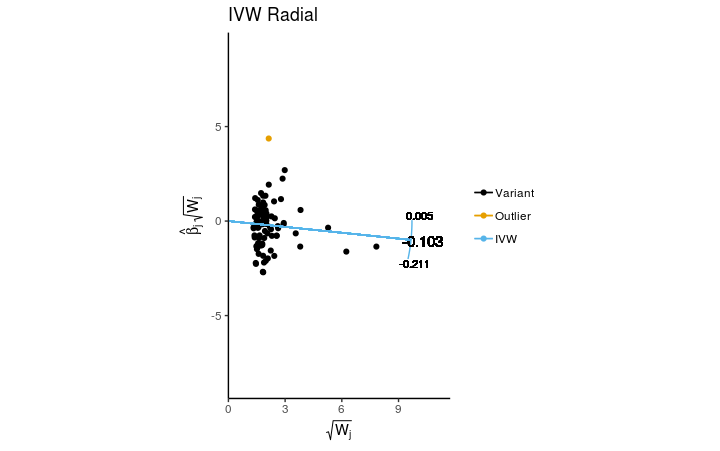 IVW Radial
β̂j√Wj
5
0
-5
0.005
-0.103
-0.211
0 3 6 9
√Wj
Variant
Outlier
IVW